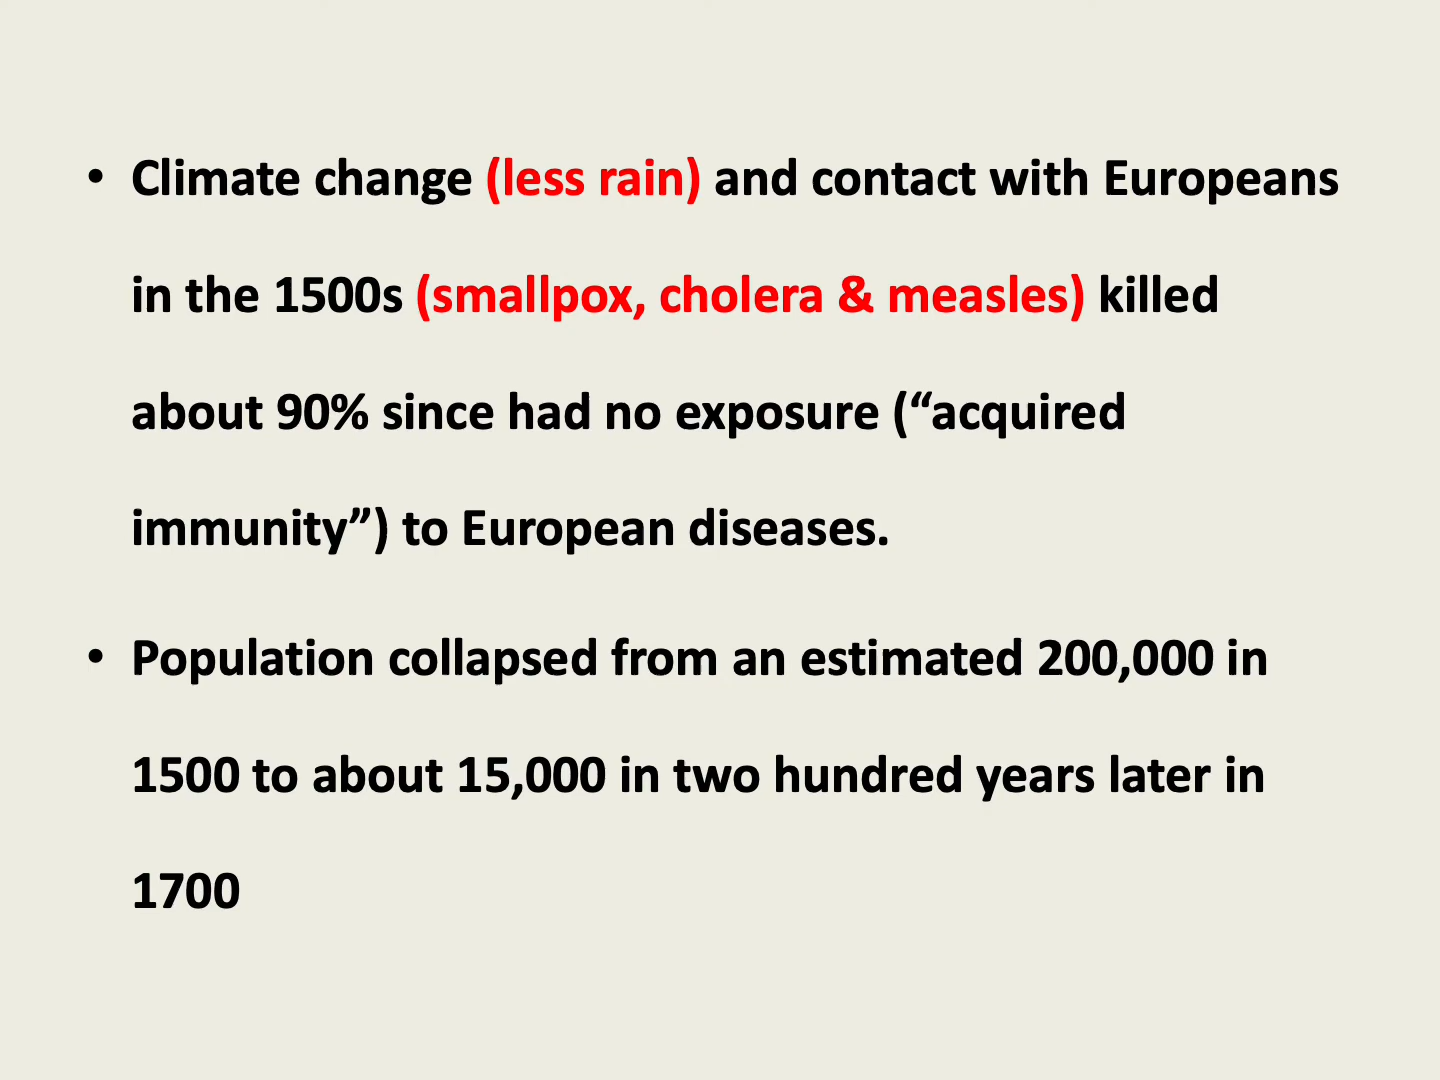 • Climate change (less rain) and contact with Europeans
in the 1500s (smallpox, cholera & measles) killed
about 90% since had no exposure (“acquired
immunity”) to European diseases.
• Population collapsed from an estimated 200,000 in
1500 to about 15,000 in two hundred years later in
1700